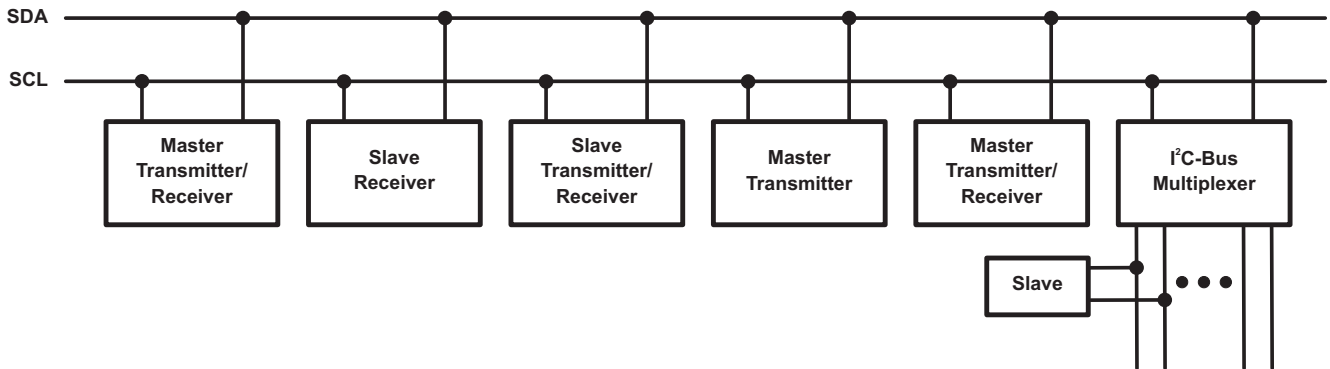 SDA
SCL
Master
Transmitter/
Receiver
Slave
Receiver
Slave
Transmitter/
Receiver
Master
Transmitter
Master
Transmitter/
Receiver
I²C-Bus
Multiplexer
Slave